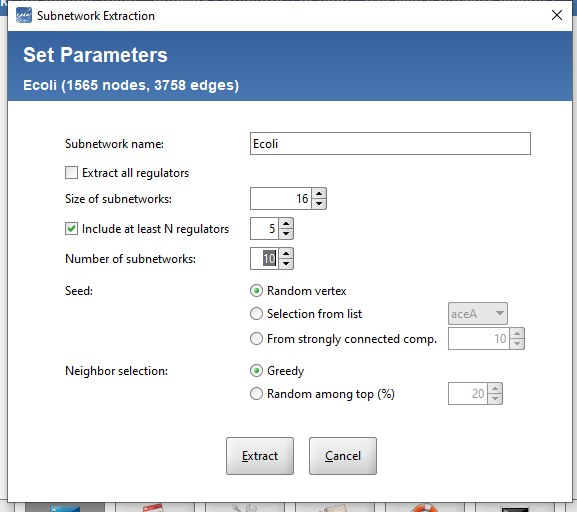 Subnetwork Extraction
Set Parameters
Ecoli (1565 nodes, 3758 edges)
Subnetwork name: Ecoli
Extract all regulators
Size of subnetworks: 16
Include at least N regulators 5
Number of subnetworks: 10
Seed: Random vertex
Selection from list aceA
From strongly connected comp. 10
Neighbor selection: Greedy
Random among top (%) 20
Extract Cancel